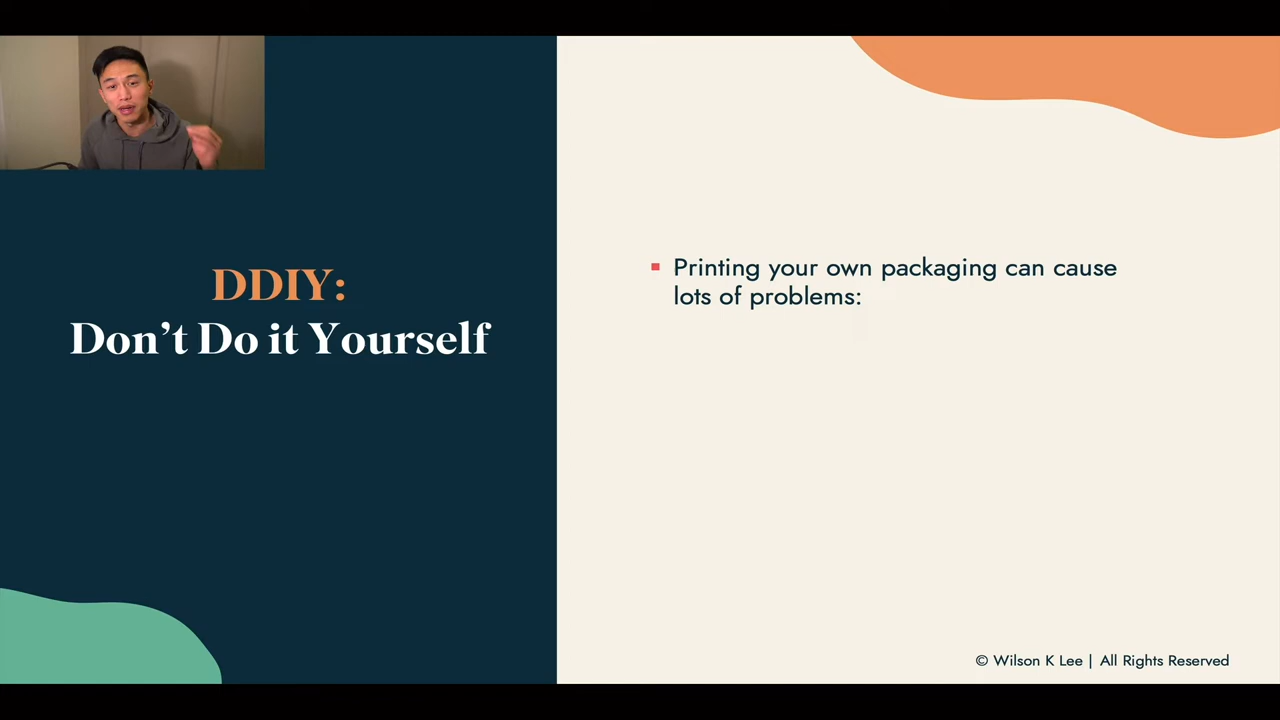 DDIY:
Don't Do it Yourself
Printing your own packaging can cause
lots of problems:
© Wilson K Lee | All Rights Reserved